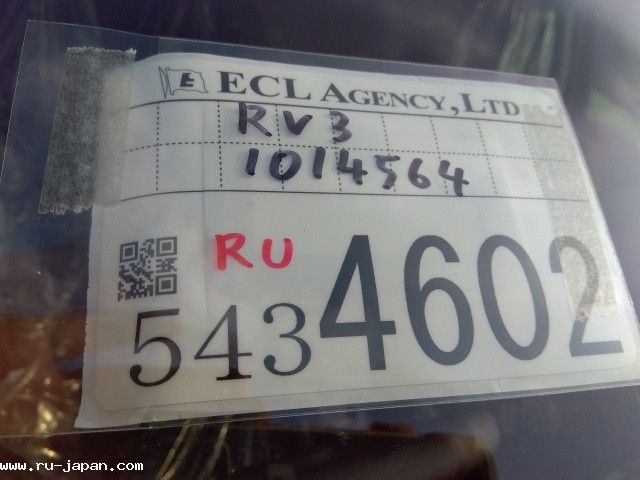 E ECL AGENCY, LTD
RV3
1014564
RU
5434602
www.ru-japan.com